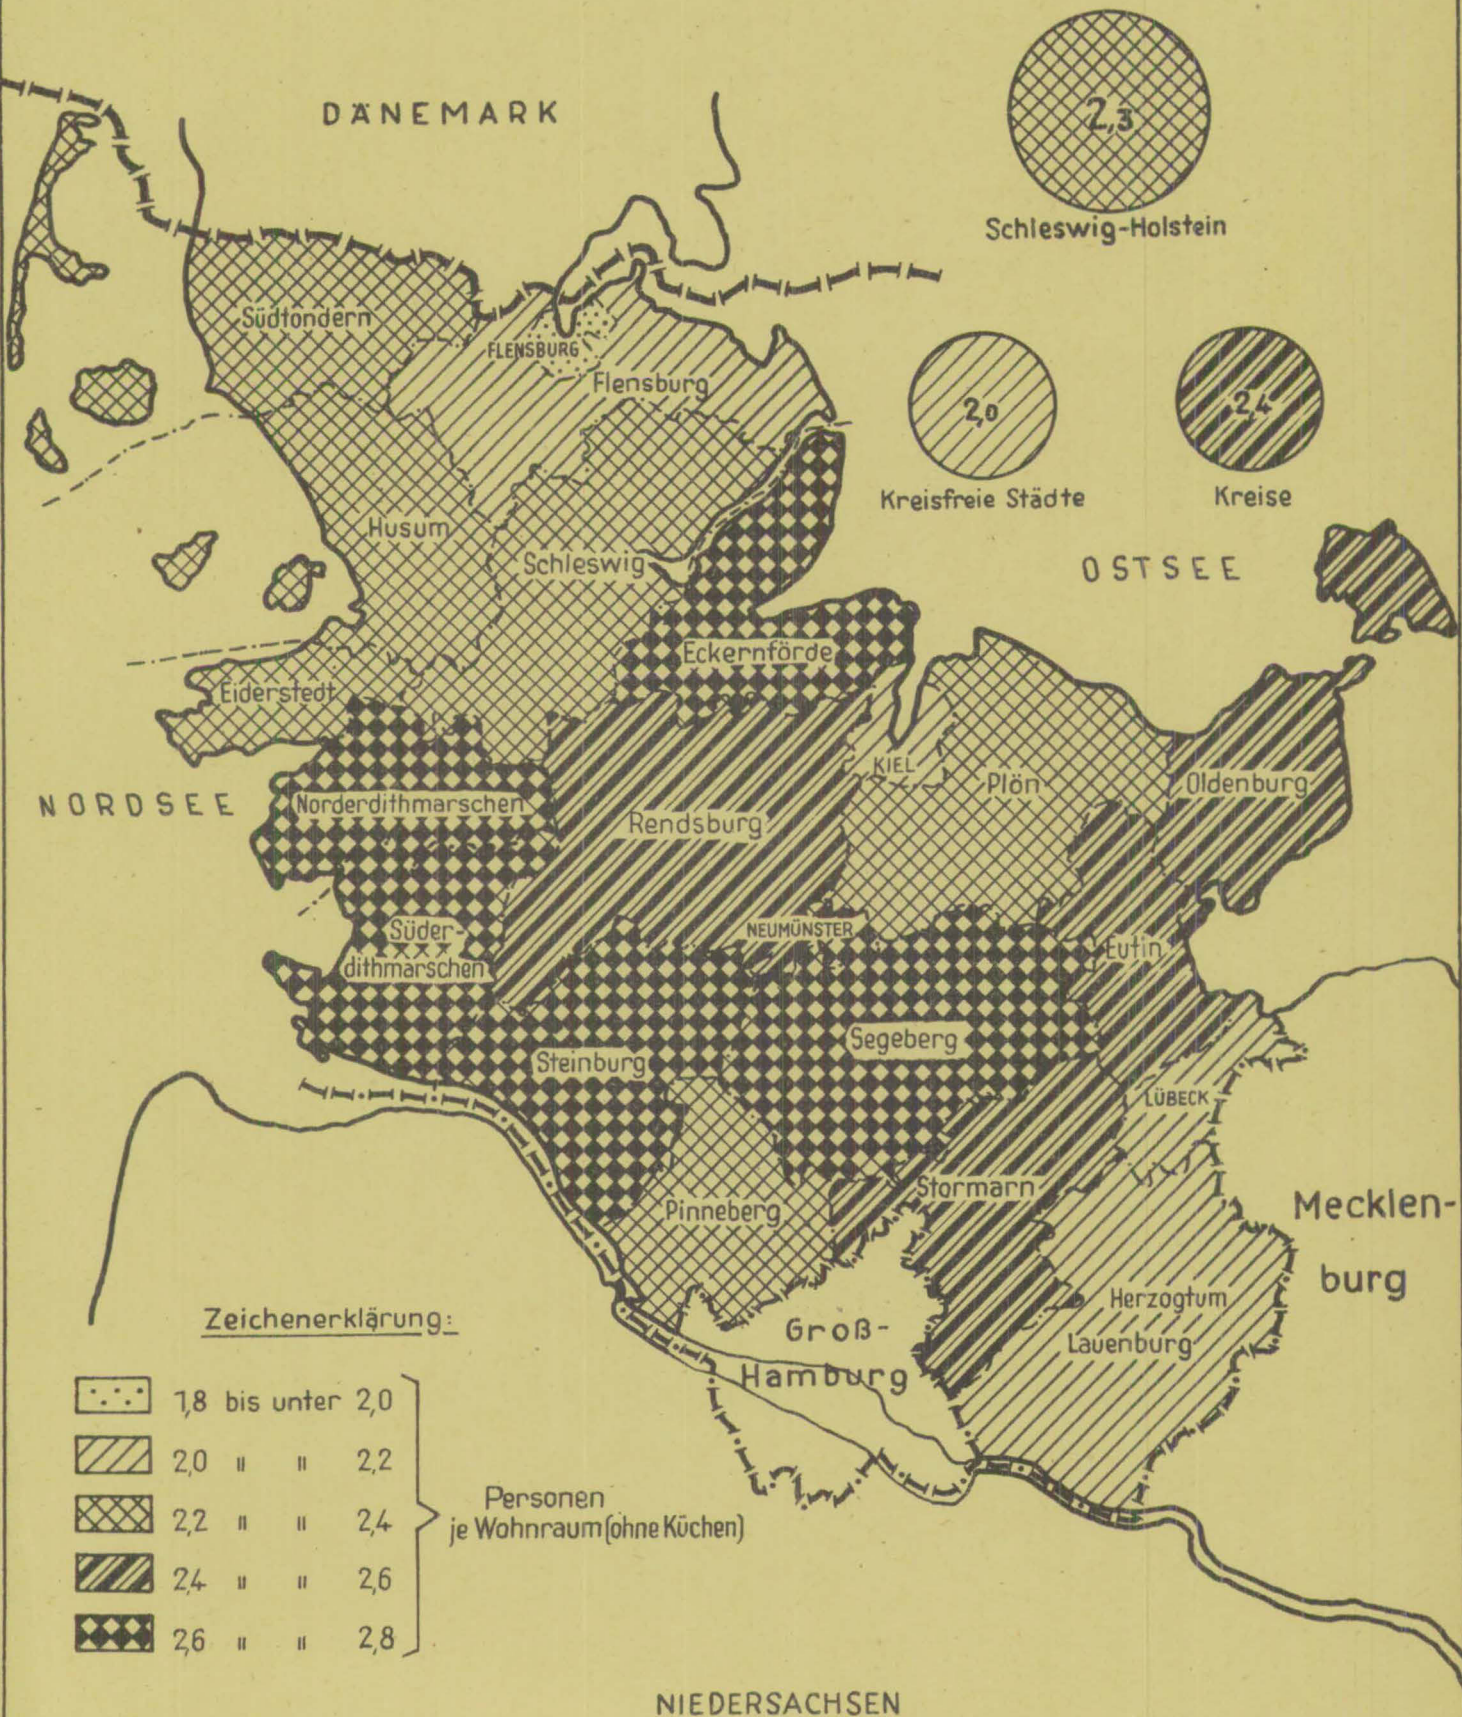 DÄNEMARK
2,3
Schleswig-Holstein
Südtondern
FLENSBURG
Flensburg
2,0
2,4
Kreisfreie Städte
Kreise
Husum
Schleswig
OSTSEE
Eckernförde
Eiderstedt
KIEL
Plön
Oldenburg
NORDSEE
Norderdithmarschen
Rendsburg
Süder-
dithmarschen
NEUMÜNSTER
Eutin
Steinburg
Segeberg
LÜBECK
Stormarn
Pinneberg
Mecklen-
burg
Herzogtum
Lauenburg
Groß-
Hamburg
Zeichenerklärung:
1,8 bis unter 2,0
2,0 " " 2,2
2,2 " " 2,4
2,4 " " 2,6
2,6 " " 2,8
Personen
je Wohnraum (ohne Küchen)
NIEDERSACHSEN